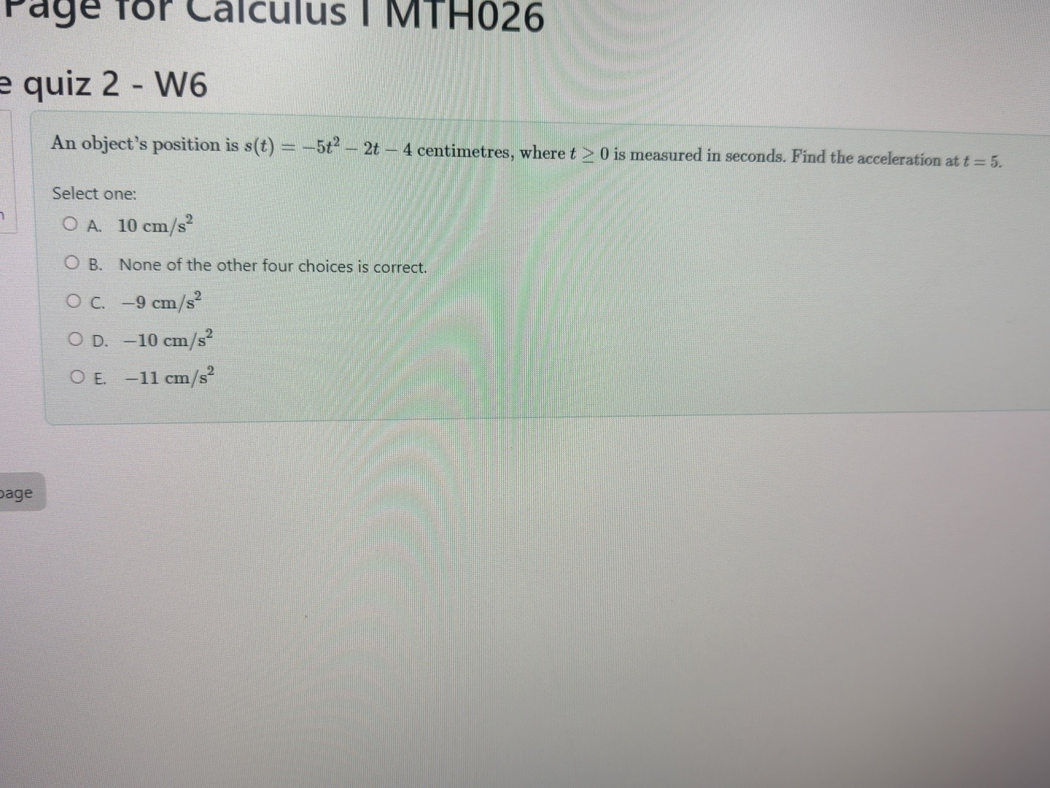 Page for Calculus I MTH026
e quiz 2 - W6
An object's position is s(t) = −5t² − 2t − 4 centimetres, where t ≥ 0 is measured in seconds. Find the acceleration at t = 5.
Select one:
A. 10 cm/s²
B. None of the other four choices is correct.
C. −9 cm/s²
D. −10 cm/s²
E. −11 cm/s²
page